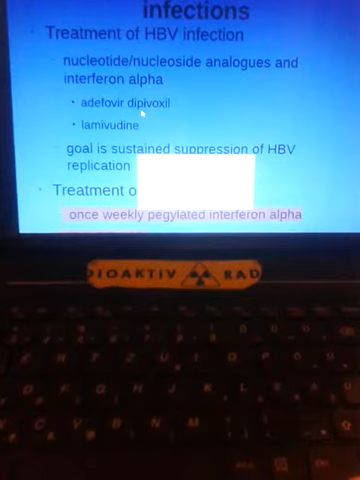 infections
Treatment of HBV infection
nucleotide/nucleoside analogues and
interferon alpha
adefovir dipivoxil
lamivudine
goal is sustained suppression of HBV
replication
Treatment o
once weekly pegylated interferon alpha
DIOAKTIV RAD